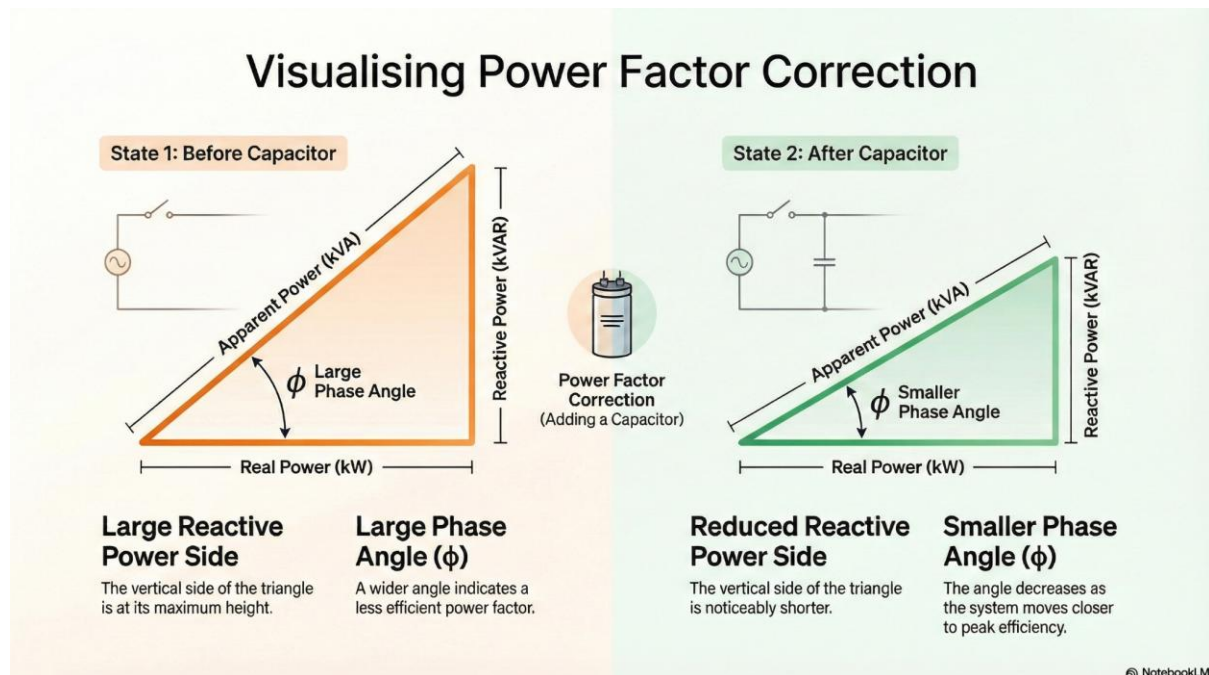 Visualising Power Factor Correction
State 1: Before Capacitor
Apparent Power (kVA)
Reactive Power (kVAR)
ϕ Large
Phase Angle
Real Power (kW)
Large Reactive
Power Side
The vertical side of the triangle
is at its maximum height.
Large Phase
Angle (ϕ)
A wider angle indicates a
less efficient power factor.
Power Factor
Correction
(Adding a Capacitor)
State 2: After Capacitor
Apparent Power (kVA)
Reactive Power (kVAR)
ϕ Smaller
Phase Angle
Real Power (kW)
Reduced Reactive
Power Side
The vertical side of the triangle
is noticeably shorter.
Smaller Phase
Angle (ϕ)
The angle decreases as
the system moves closer
to peak efficiency.
NotebookLM